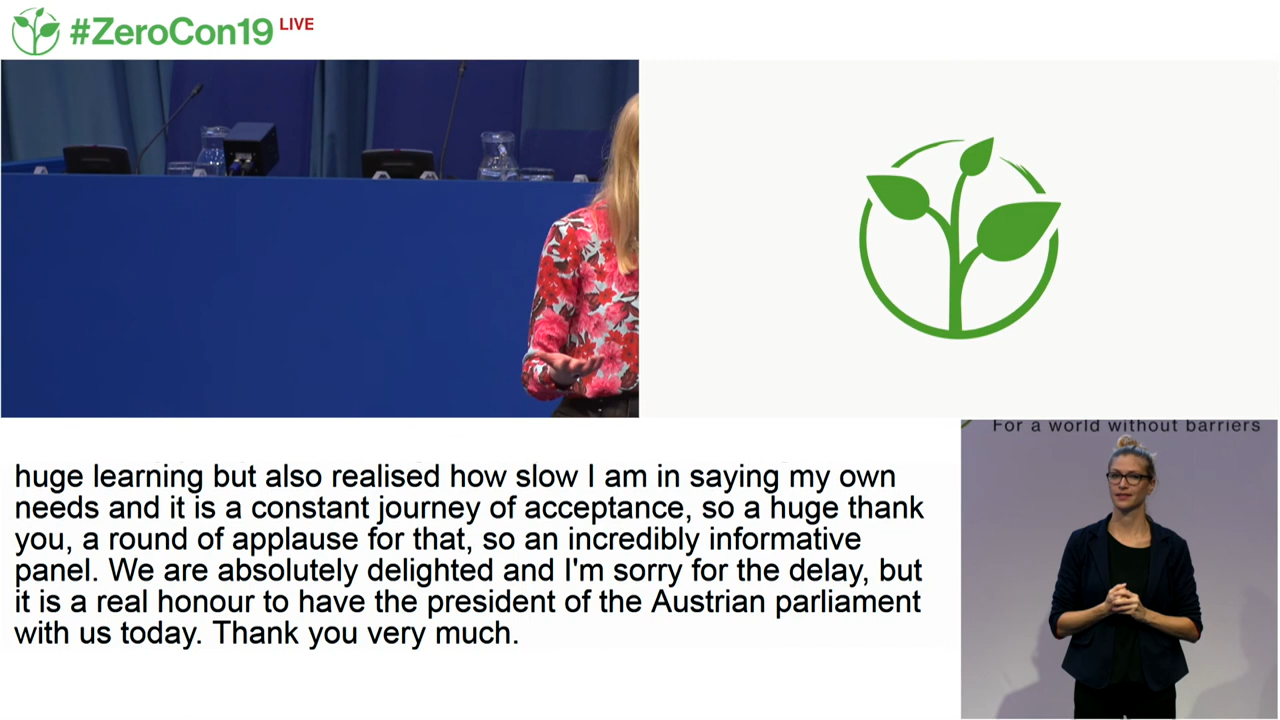 #ZeroCon19 LIVE
For a world without barriers
huge learning but also realised how slow I am in saying my own
needs and it is a constant journey of acceptance, so a huge thank
you, a round of applause for that, so an incredibly informative
panel. We are absolutely delighted and I'm sorry for the delay, but
it is a real honour to have the president of the Austrian parliament
with us today. Thank you very much.